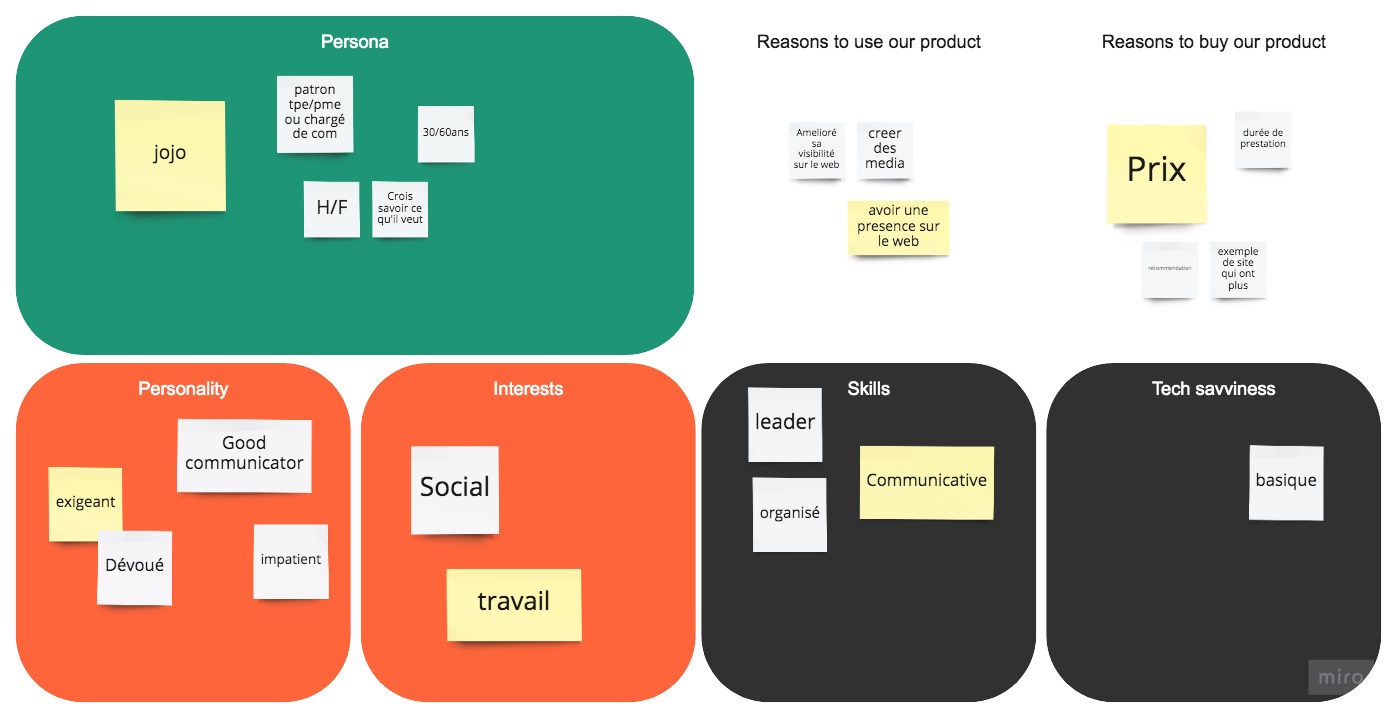 Persona
jojo
patron
tpe/pme
ou chargé
de com
30/60ans
H/F
Crois
savoir ce
qu'il veut
Reasons to use our product
Amelioré
sa
visibilité
sur le web
creer
des
media
avoir une
presence sur
le web
Reasons to buy our product
Prix
durée de
prestation
recommendation
exemple
de site
qui ont
plus
Personality
Good
communicator
exigeant
Dévoué
impatient
Interests
Social
travail
Skills
leader
Communicative
organisé
Tech savviness
basique
miro